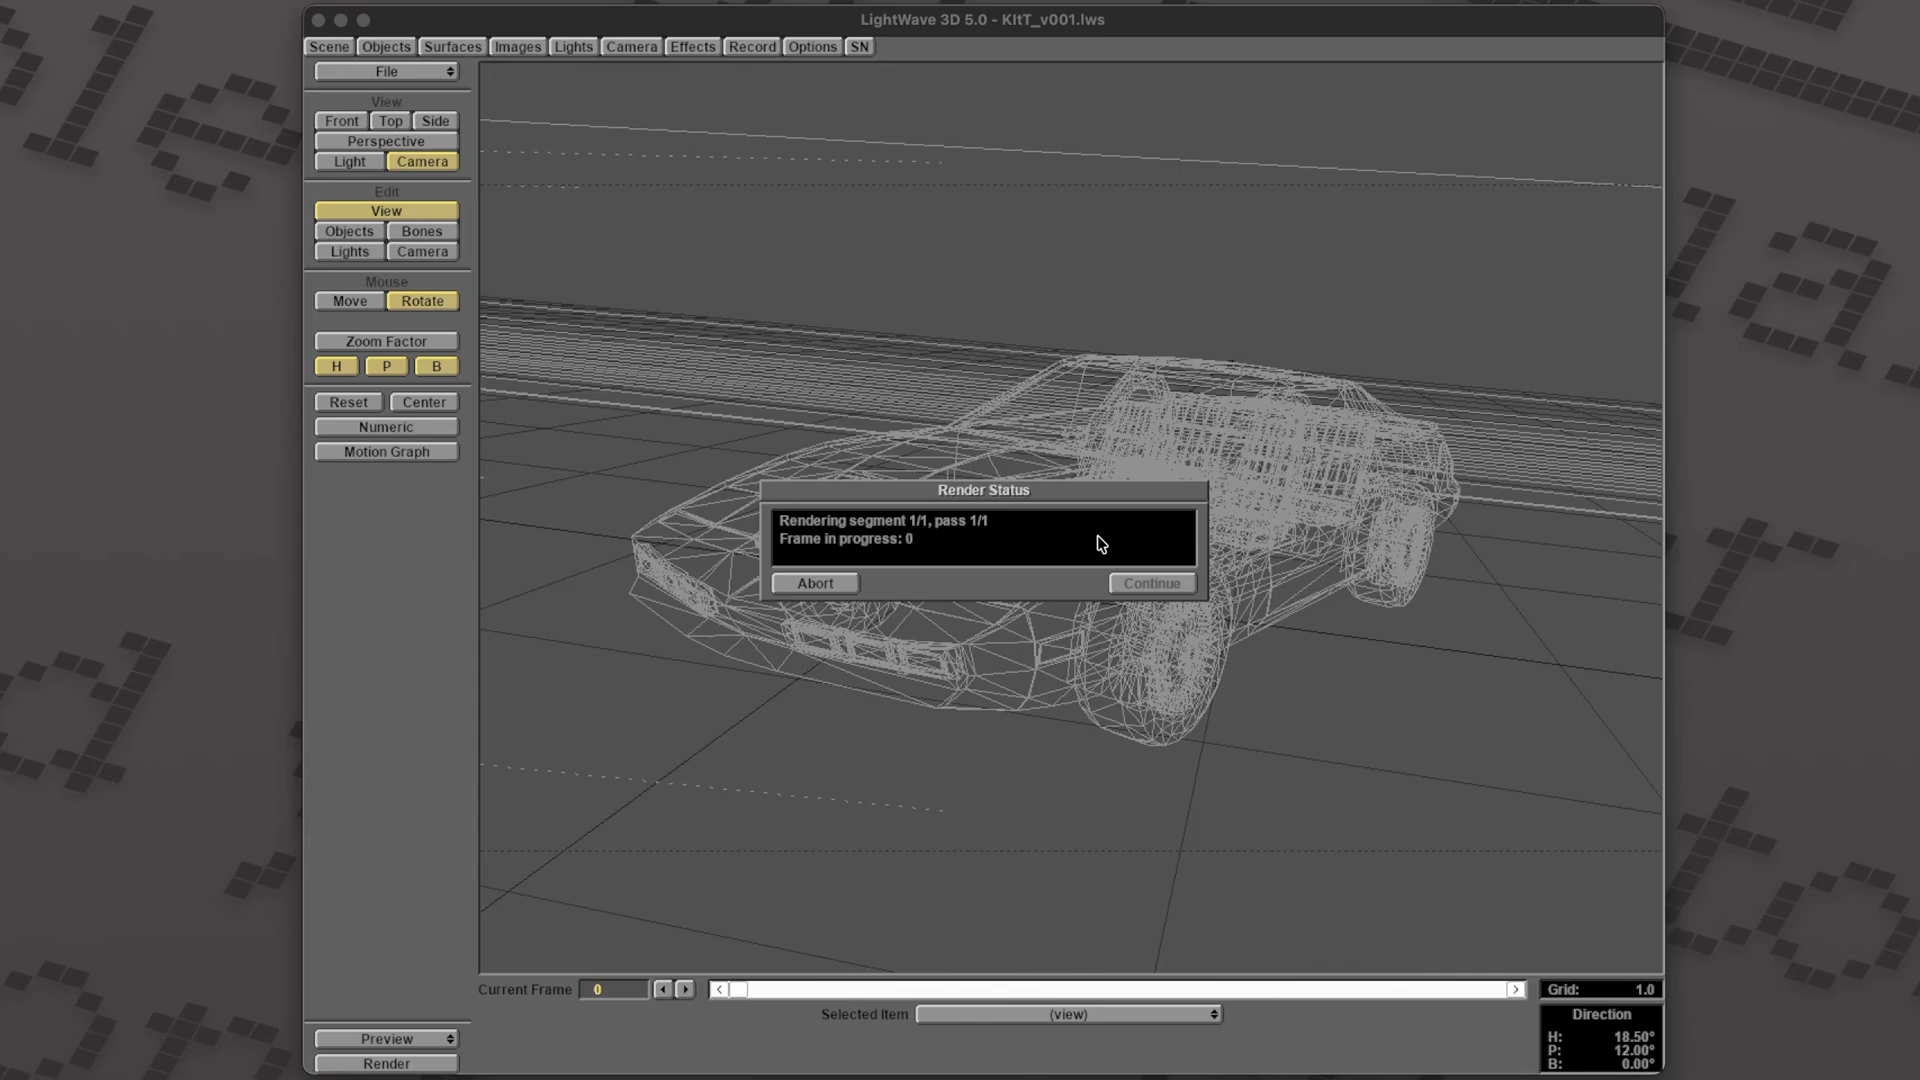 LightWave 3D 5.0 - KItT_v001.lws
Scene Objects Surfaces Images Lights Camera Effects Record Options SN
File
View
Front Top Side
Perspective
Light Camera
Edit
View
Objects Bones
Lights Camera
Mouse
Move Rotate
Zoom Factor
H P B
Reset Center
Numeric
Motion Graph
Render Status
Rendering segment 1/1, pass 1/1
Frame in progress: 0
Abort Continue
Current Frame 0
Selected Item (view)
Grid: 1.0
Direction
H: 18.50°
P: 12.00°
B: 0.00°
Preview
Render